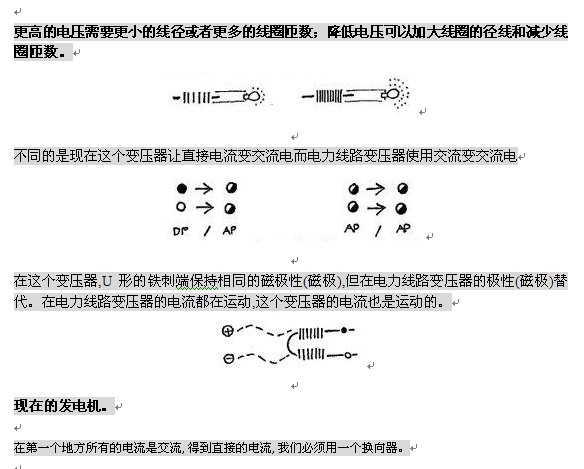 更高的电压需要更小的线径或者更多的线圈匝数；降低电压可以加大线圈的径线和减少线
圈匝数。
不同的是现在这个变压器让直接电流变交流电而电力线路变压器使用交流变交流电
DP / AP
AP / AP
在这个变压器,U 形的铁刺端保持相同的磁极性(磁极),但在电力线路变压器的极性(磁极)替
代。在电力线路变压器的电流都在运动,这个变压器的电流也是运动的。
现在的发电机。
在第一个地方所有的电流是交流, 得到直接的电流, 我们必须用一个换向器。